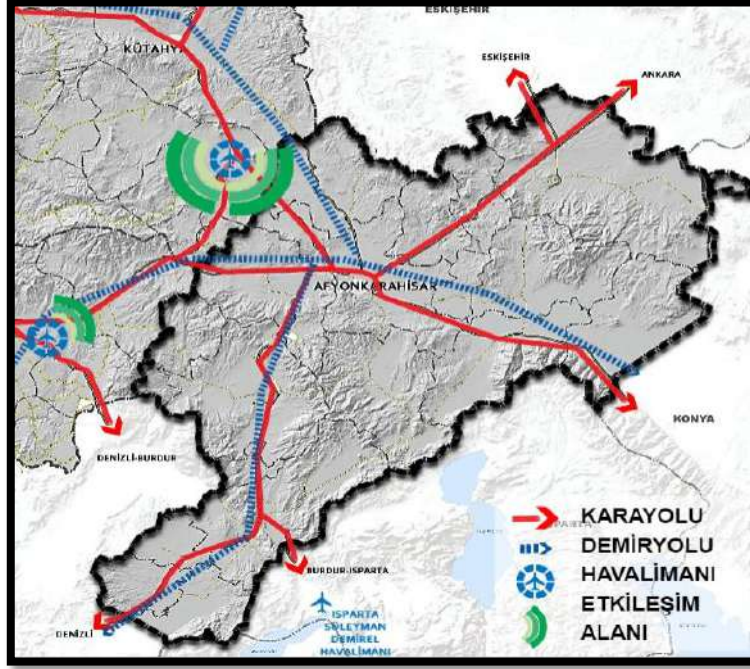 ESKİŞEHİR
KÜTAHYA
ESKİŞEHİR
ANKARA
AFYONKARAHİSAR
KONYA
DENİZLİ-BURDUR
BURDUR-ISPARTA
DENİZLİ
ISPARTA
SÜLEYMAN
DEMİREL
HAVALİMANI
KARAYOLU
DEMİRYOLU
HAVALİMANI
ETKİLEŞİM
ALANI